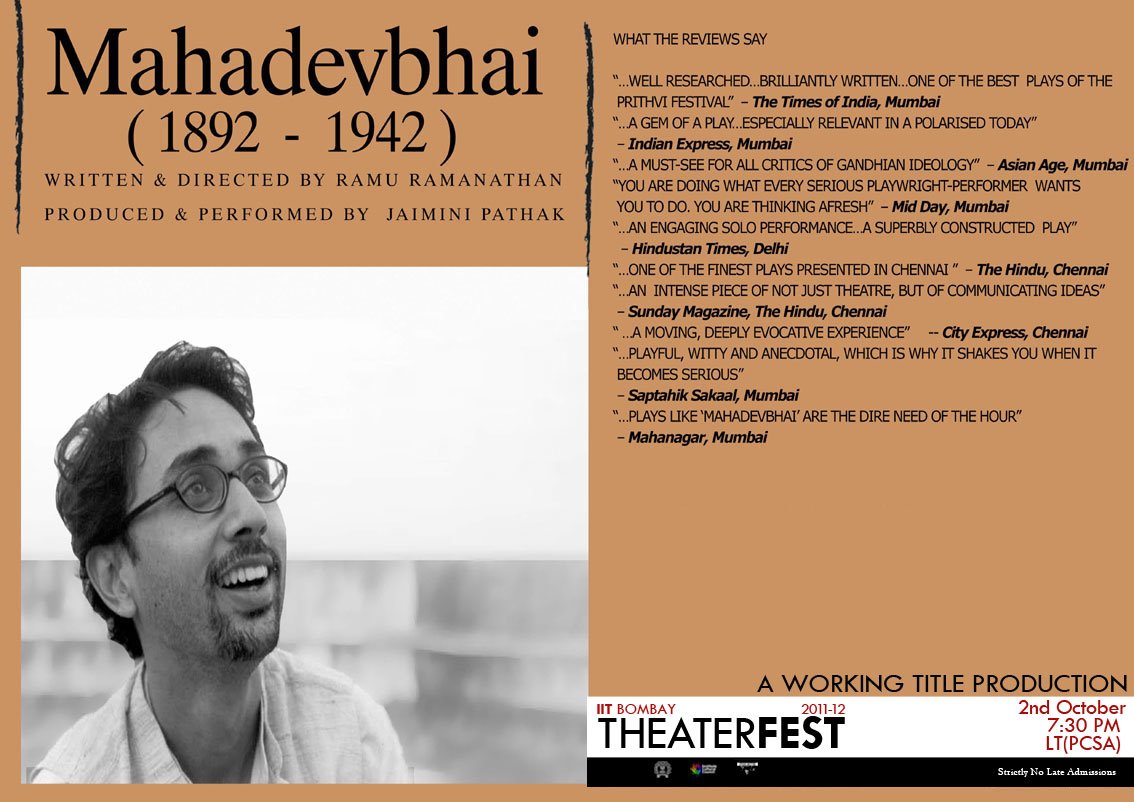 Mahadevbhai
( 1892 - 1942 )
WRITTEN & DIRECTED BY RAMU RAMANATHAN
PRODUCED & PERFORMED BY JAIMINI PATHAK
WHAT THE REVIEWS SAY
“...WELL RESEARCHED...BRILLIANTLY WRITTEN...ONE OF THE BEST PLAYS OF THE
PRITHVI FESTIVAL” – The Times of India, Mumbai
“...A GEM OF A PLAY...ESPECIALLY RELEVANT IN A POLARISED TODAY”
– Indian Express, Mumbai
“...A MUST-SEE FOR ALL CRITICS OF GANDHIAN IDEOLOGY” – Asian Age, Mumbai
“YOU ARE DOING WHAT EVERY SERIOUS PLAYWRIGHT-PERFORMER WANTS
YOU TO DO. YOU ARE THINKING AFRESH” – Mid Day, Mumbai
“...AN ENGAGING SOLO PERFORMANCE...A SUPERBLY CONSTRUCTED PLAY”
– Hindustan Times, Delhi
“...ONE OF THE FINEST PLAYS PRESENTED IN CHENNAI ” – The Hindu, Chennai
“...AN INTENSE PIECE OF NOT JUST THEATRE, BUT OF COMMUNICATING IDEAS”
– Sunday Magazine, The Hindu, Chennai
“ ...A MOVING, DEEPLY EVOCATIVE EXPERIENCE” -- City Express, Chennai
“...PLAYFUL, WITTY AND ANECDOTAL, WHICH IS WHY IT SHAKES YOU WHEN IT
BECOMES SERIOUS”
– Saptahik Sakaal, Mumbai
“...PLAYS LIKE ‘MAHADEVBHAI’ ARE THE DIRE NEED OF THE HOUR”
– Mahanagar, Mumbai
A WORKING TITLE PRODUCTION
IIT BOMBAY 2011-12
THEATERFEST
2nd October
7:30 PM
LT(PCSA)
Strictly No Late Admissions